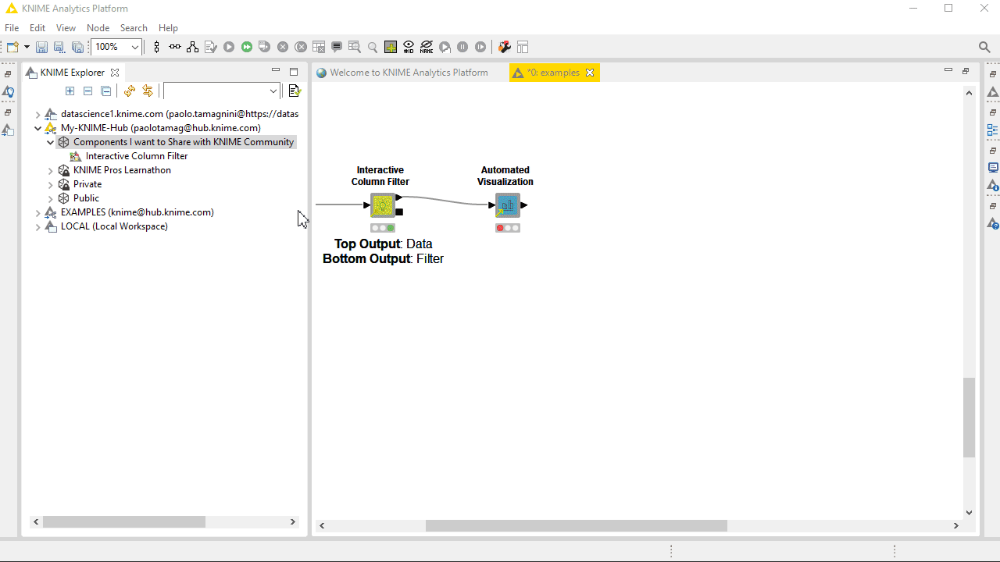 KNIME Analytics Platform
File Edit View Node Search Help
100%
#ID
NAME
KNIME Explorer
Welcome to KNIME Analytics Platform
*0: examples
datascience1.knime.com (paolo.tamagnini@https://datas
My-KNIME-Hub (paolotamag@hub.knime.com)
Components I want to Share with KNIME Community
Interactive Column Filter
KNIME Pros Learnathon
Private
Public
EXAMPLES (knime@hub.knime.com)
LOCAL (Local Workspace)
Interactive
Column Filter
Top Output: Data
Bottom Output: Filter
Automated
Visualization